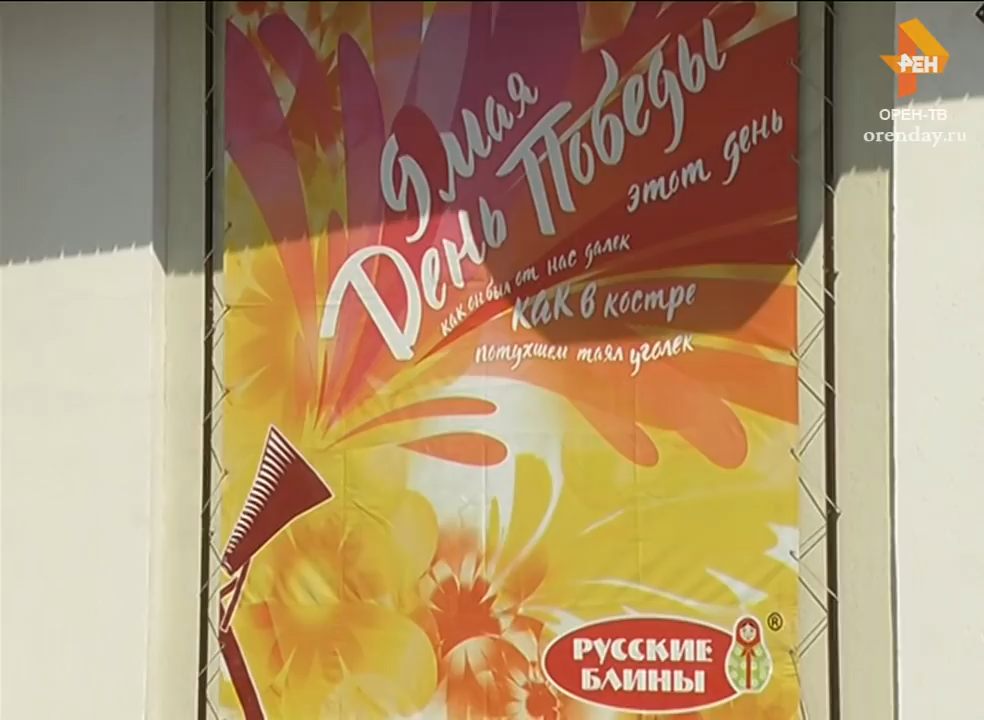 9 мая
День Победы
этот день
как он был от нас далек
как в костре
потухшем таял уголек
РУССКИЕ
БЛИНЫ
®
РЕН
ОРЕН-ТВ
orenday.ru